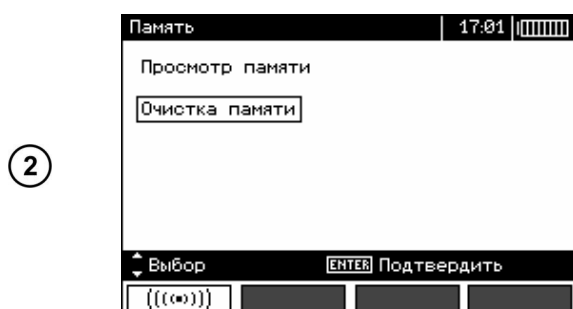 Память 17:01
Просмотр памяти
Очистка памяти
2
Выбор ENTER Подтвердить